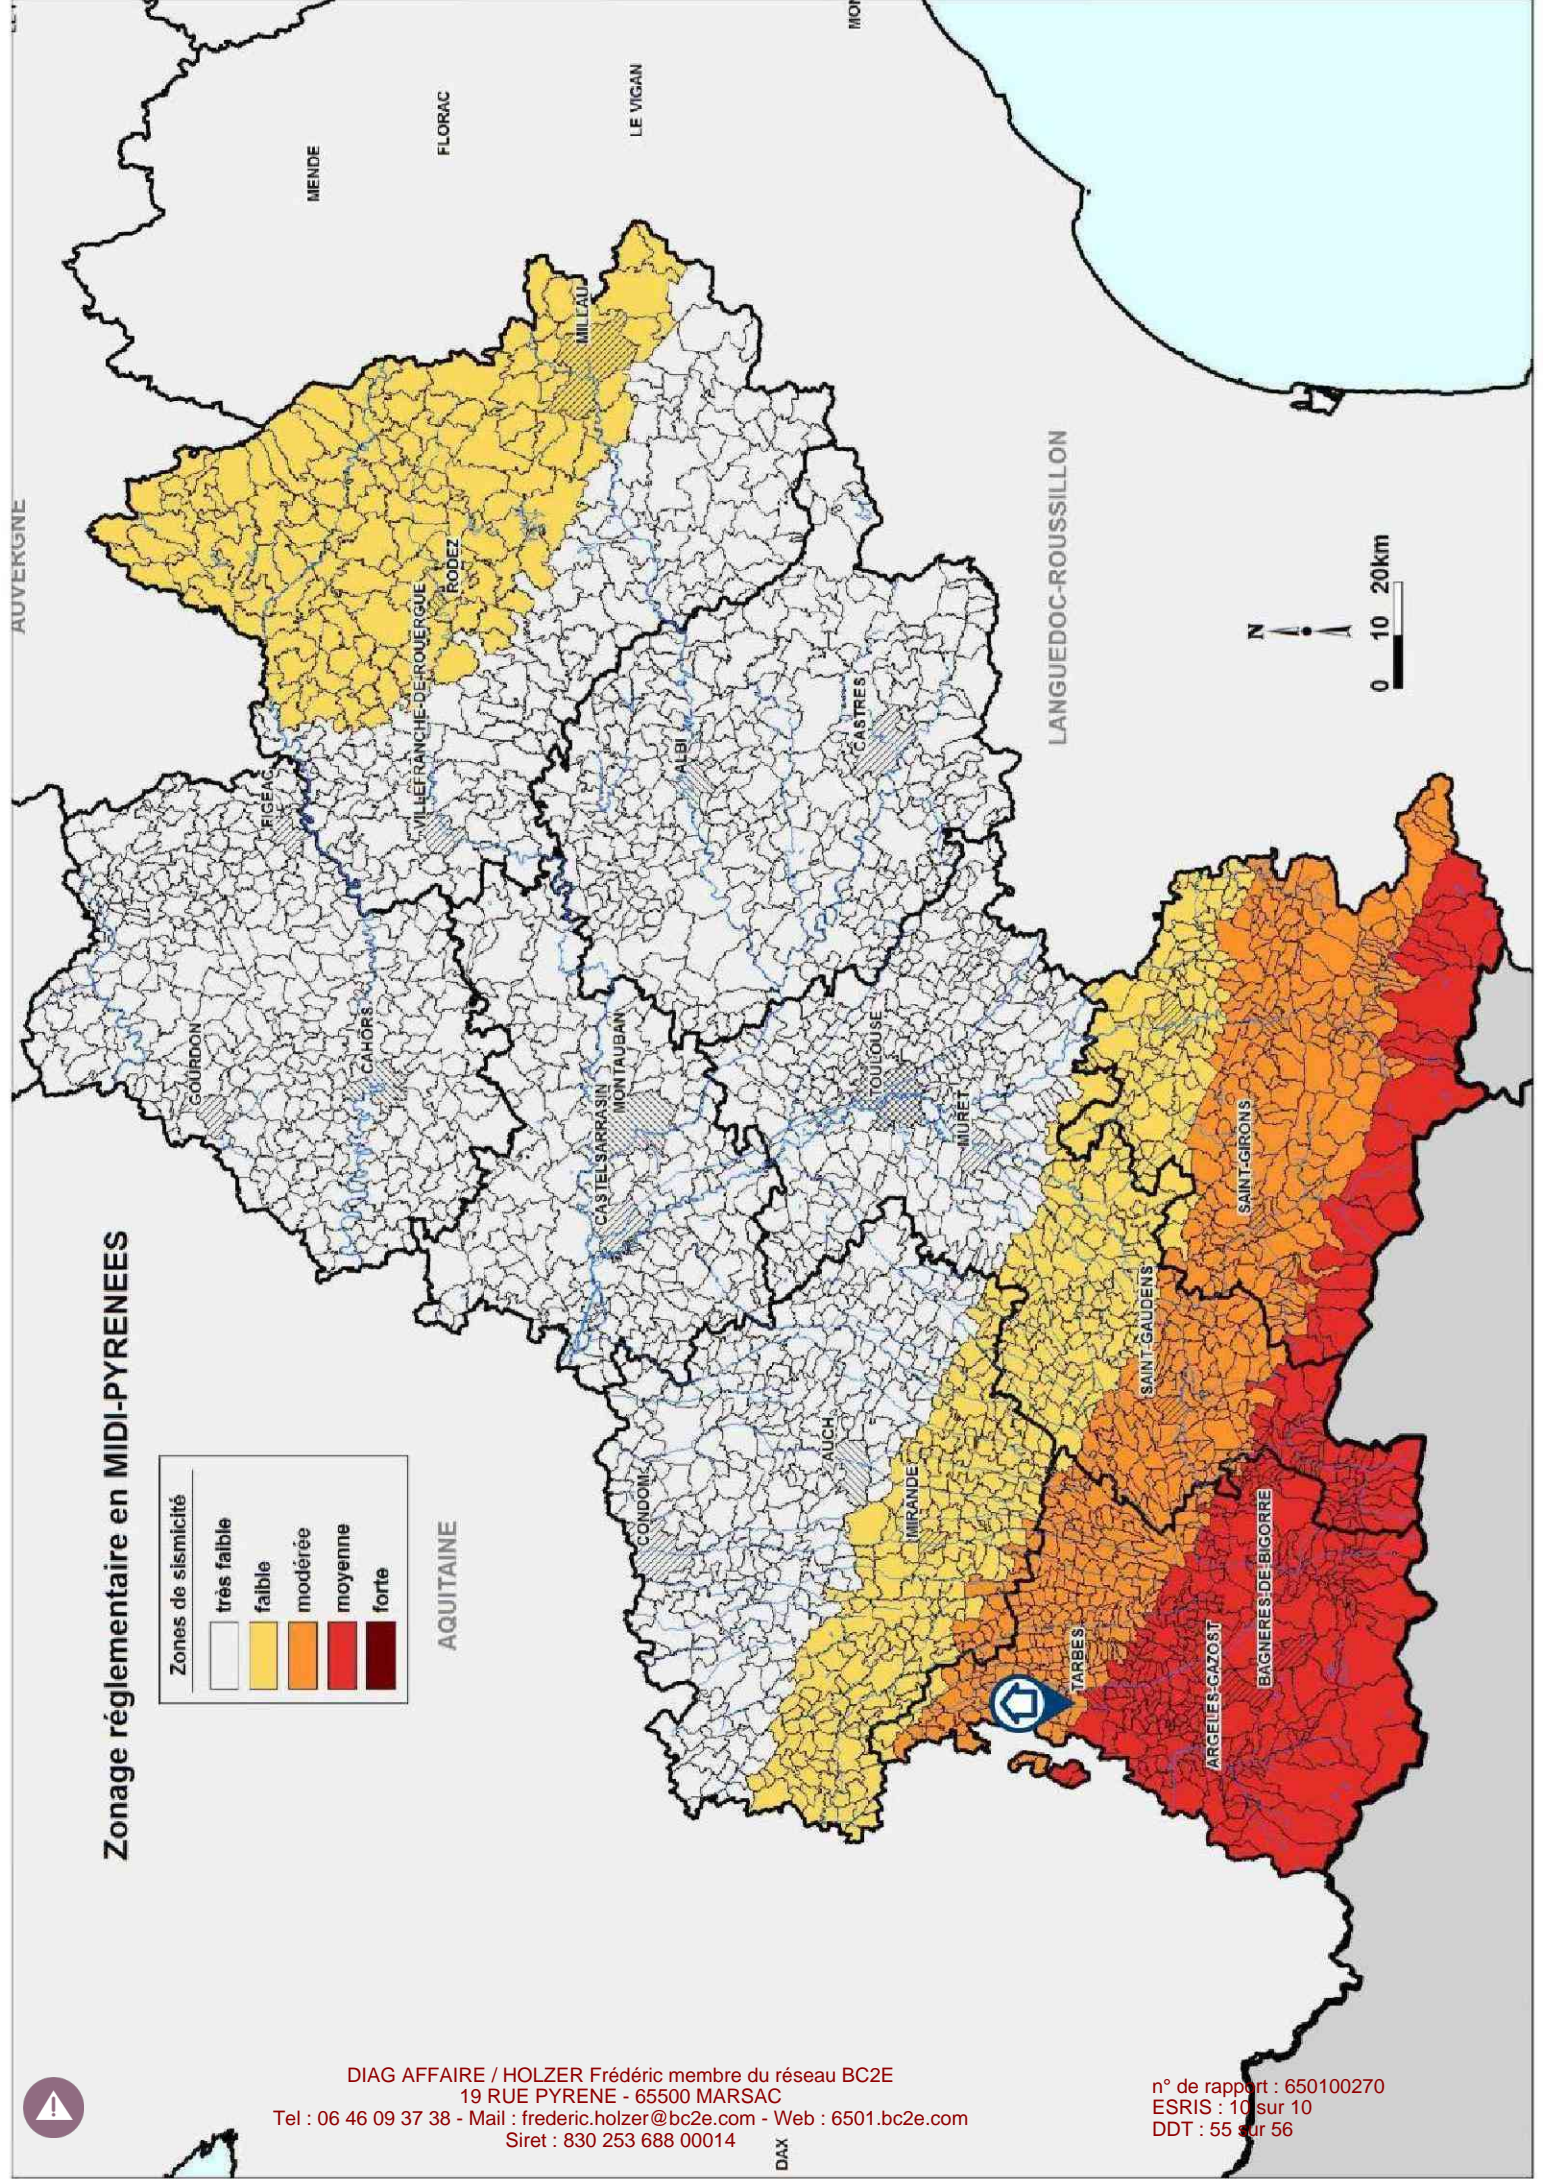 Zonage réglementaire en MIDI-PYRENEES
Zones de sismicité
très faible
faible
modérée
moyenne
forte
AUVERGNE
AQUITAINE
LANGUEDOC-ROUSSILLON
MENDE
FLORAC
LE VIGAN
GOURDON
FIGEAC
CAHORS
VILLEFRANCHE-DE-ROUERGUE
RODEZ
MILLAU
CASTELSARRASIN
MONTAUBAN
ALBI
CASTRES
CONDOM
AUCH
MIRANDE
TOULOUSE
MURET
TARBES
SAINT-GAUDENS
SAINT-GIRONS
ARGELES-GAZOST
BAGNERES-DE-BIGORRE
DAX
N
0 10 20km
DIAG AFFAIRE / HOLZER Frédéric membre du réseau BC2E
19 RUE PYRENE - 65500 MARSAC
Tel : 06 46 09 37 38 - Mail : frederic.holzer@bc2e.com - Web : 6501.bc2e.com
Siret : 830 253 688 00014
n° de rapport : 650100270
ESRIS : 10 sur 10
DDT : 55 sur 56